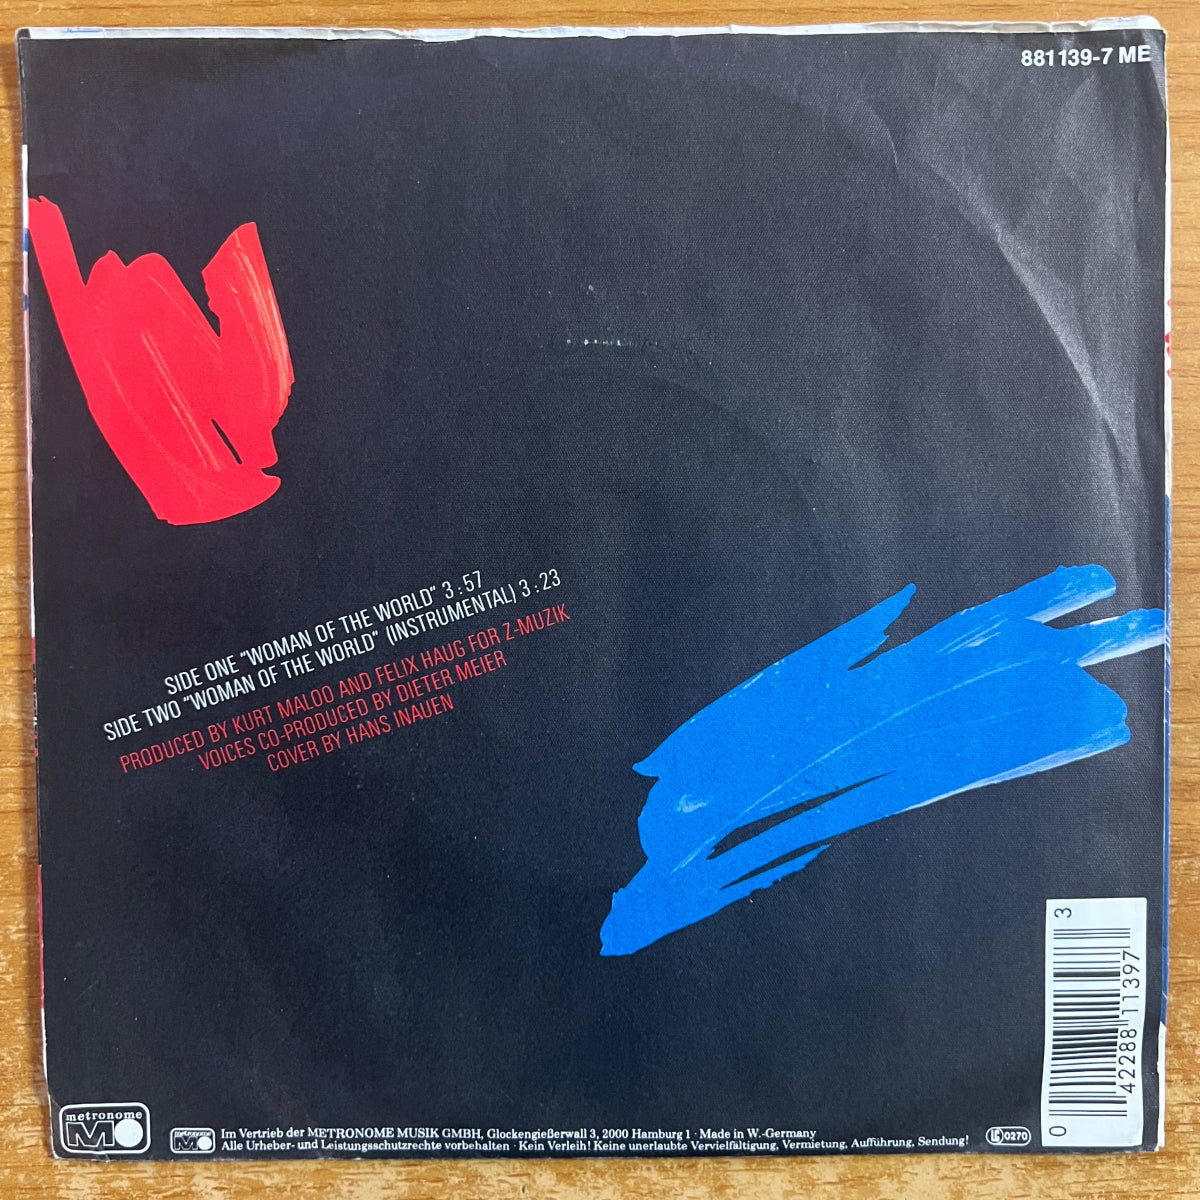 881 139-7 ME
SIDE ONE "WOMAN OF THE WORLD" 3:57
SIDE TWO "WOMAN OF THE WORLD" (INSTRUMENTAL) 3:23
PRODUCED BY KURT MALOO AND FELIX HAUG FOR Z-MUZIK
VOICES CO-PRODUCED BY DIETER MEIER
COVER BY HANS INAUEN
0 42288 11397 3
metronome
M
metronome
M
Im Vertrieb der METRONOME MUSIK GMBH, Glockengießerwall 3, 2000 Hamburg 1 · Made in W.-Germany
Alle Urheber- und Leistungsschutzrechte vorbehalten · Kein Verleih! Keine unerlaubte Vervielfältigung, Vermietung, Aufführung, Sendung!
LC 0270